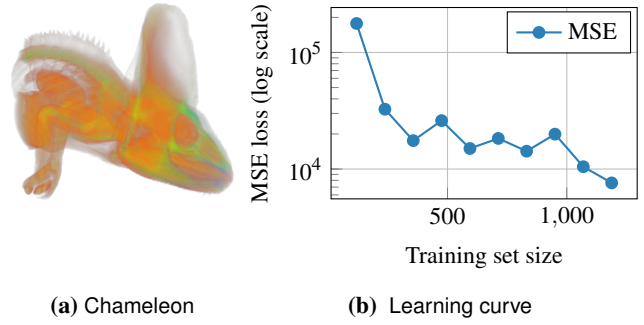 MSE
10^5
10^4
MSE loss (log scale)
500
1,000
Training set size
(a) Chameleon
(b) Learning curve